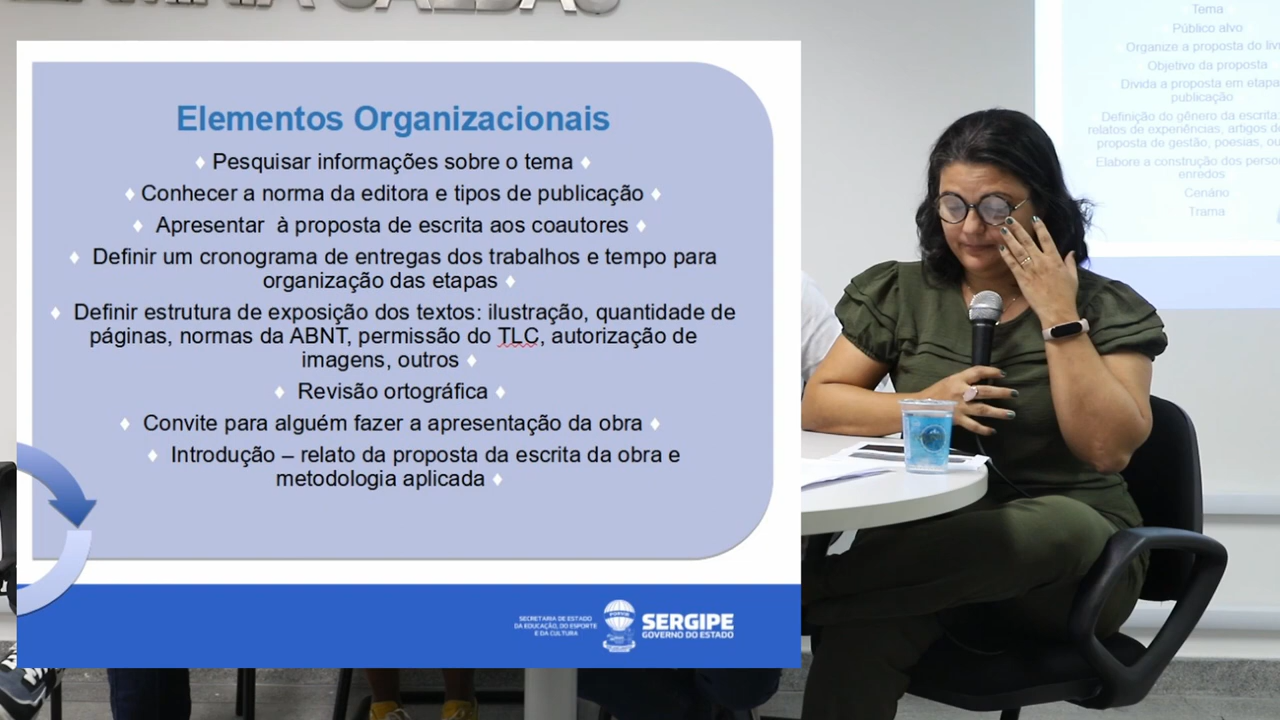 Elementos Organizacionais
Pesquisar informações sobre o tema
Conhecer a norma da editora e tipos de publicação
Apresentar à proposta de escrita aos coautores
Definir um cronograma de entregas dos trabalhos e tempo para
organização das etapas
Definir estrutura de exposição dos textos: ilustração, quantidade de
páginas, normas da ABNT, permissão do TLC, autorização de
imagens, outros
Revisão ortográfica
Convite para alguém fazer a apresentação da obra
Introdução – relato da proposta da escrita da obra e
metodologia aplicada
SECRETARIA DE ESTADO
DA EDUCAÇÃO, DO ESPORTE
E DA CULTURA
SERGIPE
GOVERNO DO ESTADO
Tema
Público alvo
Organize a proposta do
Objetivo da proposta
Divida a proposta em
publicação
Definição do gênero da escrita:
relatos de experiências, artigos
proposta de gestão, poesias,
Elabore a construção dos
enredos
Cenário
Trama